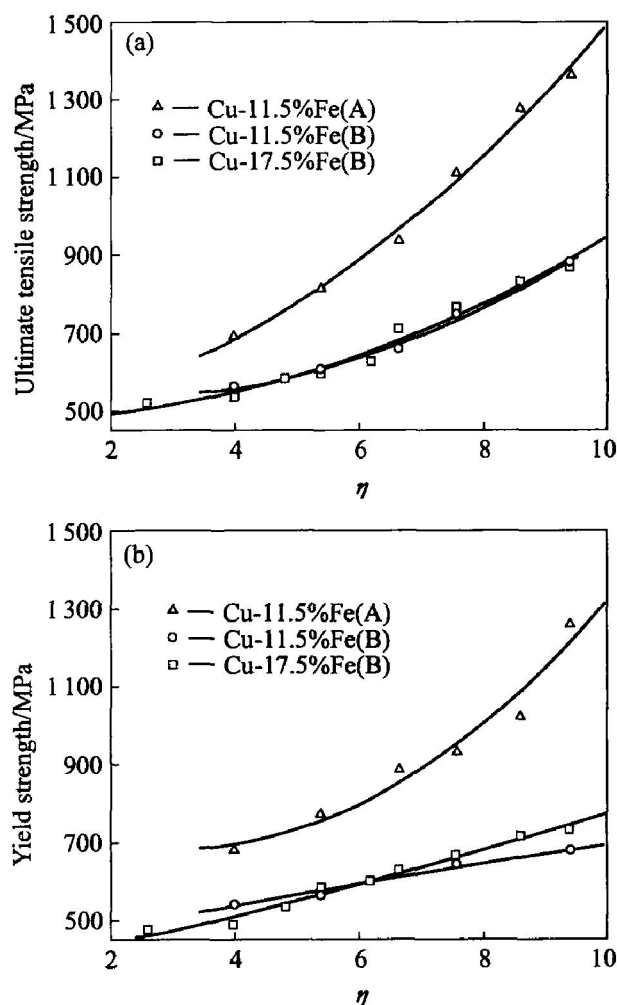 1 500
(a)
1 300
Cu-11.5%Fe(A)
Cu-11.5%Fe(B)
Cu-17.5%Fe(B)
1 100
900
700
500
Ultimate tensile strength/MPa
2 4 6 8 10
η
1 500
(b)
1 300
Cu-11.5%Fe(A)
Cu-11.5%Fe(B)
Cu-17.5%Fe(B)
1 100
900
700
500
Yield strength/MPa
2 4 6 8 10
η